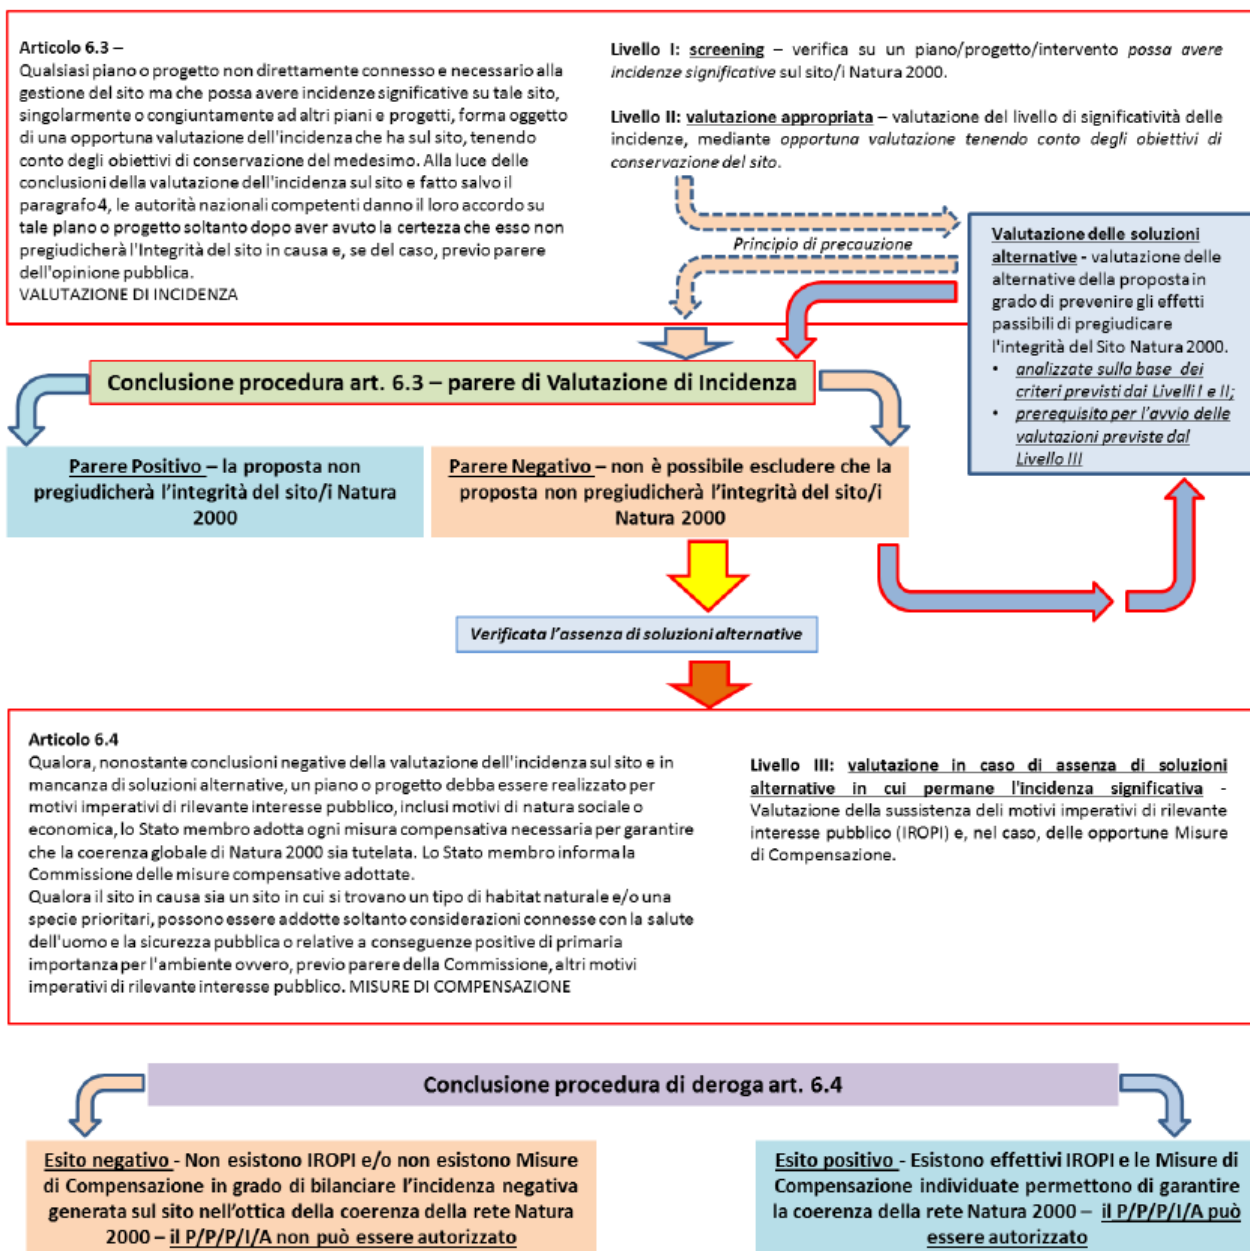 Articolo 6.3 –
Qualsiasi piano o progetto non direttamente connesso e necessario alla
gestione del sito ma che possa avere incidenze significative su tale sito,
singolarmente o congiuntamente ad altri piani e progetti, forma oggetto
di una opportuna valutazione dell'incidenza che ha sul sito, tenendo
conto degli obiettivi di conservazione del medesimo. Alla luce delle
conclusioni della valutazione dell'incidenza sul sito e fatto salvo il
paragrafo 4, le autorità nazionali competenti danno il loro accordo su
tale piano o progetto soltanto dopo aver avuto la certezza che esso non
pregiudicherà l'Integrità del sito in causa e, se del caso, previo parere
dell'opinione pubblica.
VALUTAZIONE DI INCIDENZA
Livello I: screening – verifica su un piano/progetto/intervento possa avere
incidenze significative sul sito/i Natura 2000.
Livello II: valutazione appropriata – valutazione del livello di significatività delle
incidenze, mediante opportuna valutazione tenendo conto degli obiettivi di
conservazione del sito.
Principio di precauzione
Valutazione delle soluzioni
alternative - valutazione delle
alternative della proposta in
grado di prevenire gli effetti
passibili di pregiudicare
l'integrità del Sito Natura 2000.
• analizzate sulla base dei
criteri previsti dai Livelli I e II;
• prerequisito per l'avvio delle
valutazioni previste dal
Livello III
Conclusione procedura art. 6.3 – parere di Valutazione di Incidenza
Parere Positivo – la proposta non
pregiudicherà l'integrità del sito/i Natura
2000
Parere Negativo – non è possibile escludere che la
proposta non pregiudicherà l'integrità del sito/i
Natura 2000
Verificata l'assenza di soluzioni alternative
Articolo 6.4
Qualora, nonostante conclusioni negative della valutazione dell'incidenza sul sito e in
mancanza di soluzioni alternative, un piano o progetto debba essere realizzato per
motivi imperativi di rilevante interesse pubblico, inclusi motivi di natura sociale o
economica, lo Stato membro adotta ogni misura compensativa necessaria per garantire
che la coerenza globale di Natura 2000 sia tutelata. Lo Stato membro informa la
Commissione delle misure compensative adottate.
Qualora il sito in causa sia un sito in cui si trovano un tipo di habitat naturale e/o una
specie prioritari, possono essere addotte soltanto considerazioni connesse con la salute
dell'uomo e la sicurezza pubblica o relative a conseguenze positive di primaria
importanza per l'ambiente ovvero, previo parere della Commissione, altri motivi
imperativi di rilevante interesse pubblico. MISURE DI COMPENSAZIONE
Livello III: valutazione in caso di assenza di soluzioni
alternative in cui permane l'incidenza significativa -
Valutazione della sussistenza deli motivi imperativi di rilevante
interesse pubblico (IROPI) e, nel caso, delle opportune Misure
di Compensazione.
Conclusione procedura di deroga art. 6.4
Esito negativo - Non esistono IROPI e/o non esistono Misure
di Compensazione in grado di bilanciare l'incidenza negativa
generata sul sito nell'ottica della coerenza della rete Natura
2000 – il P/P/P/I/A non può essere autorizzato
Esito positivo - Esistono effettivi IROPI e le Misure di
Compensazione individuate permettono di garantire
la coerenza della rete Natura 2000 – il P/P/P/I/A può
essere autorizzato